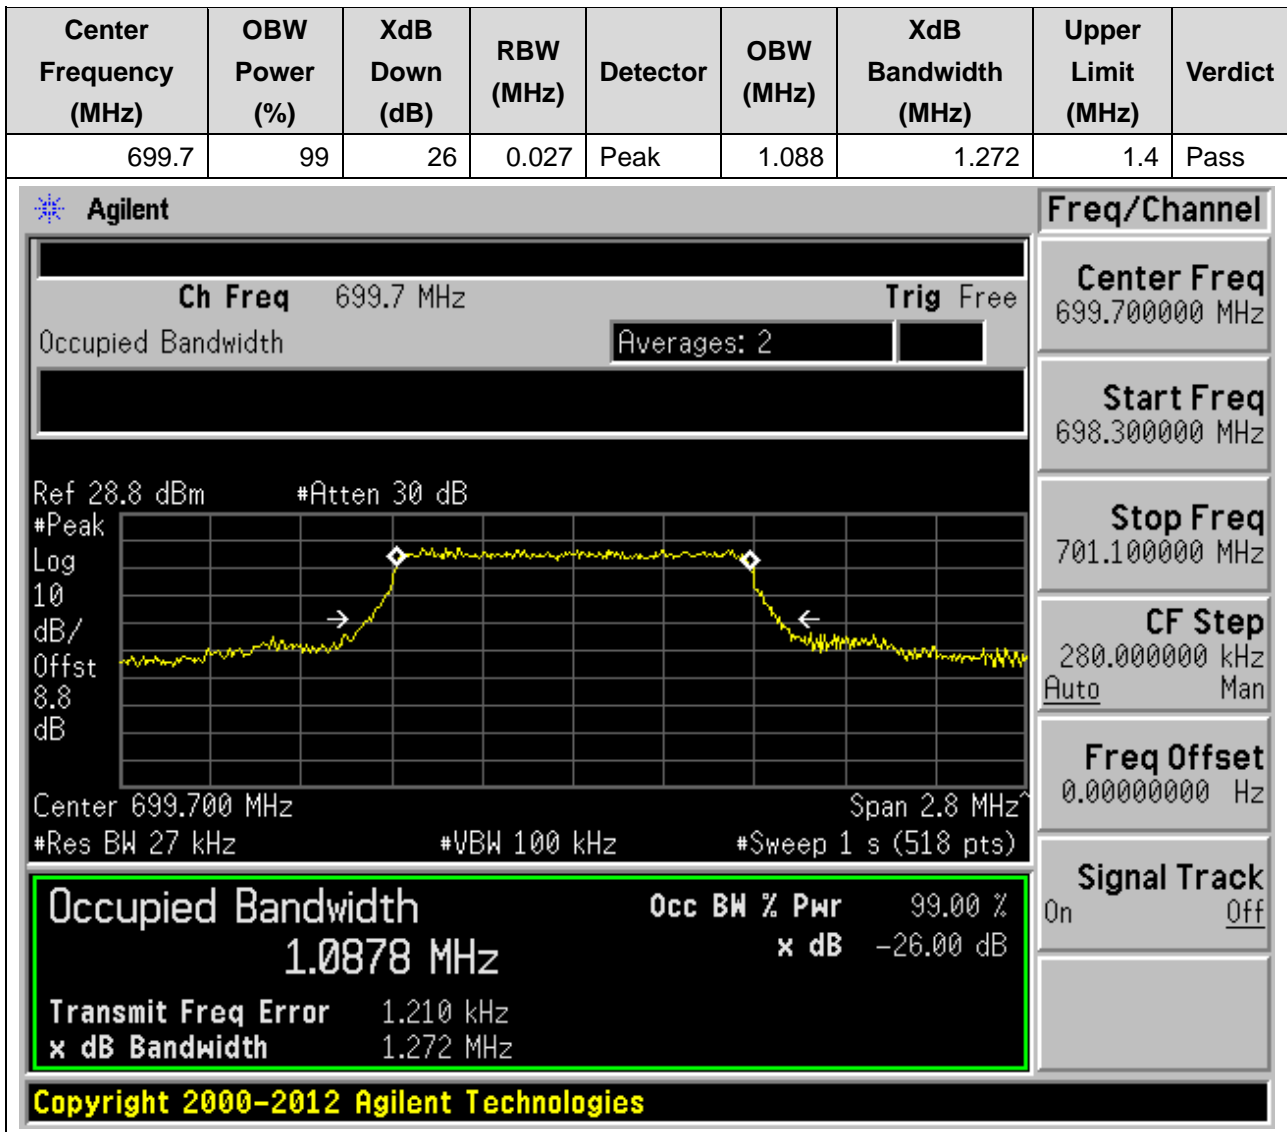 Center Frequency (MHz) OBW Power (%) XdB Down (dB) RBW (MHz) Detector OBW (MHz) XdB Bandwidth (MHz) Upper Limit (MHz) Verdict
699.7 99 26 0.027 Peak 1.088 1.272 1.4 Pass
Agilent
Freq/Channel
Ch Freq 699.7 MHz Trig Free
Occupied Bandwidth Averages: 2
Center Freq
699.700000 MHz
Start Freq
698.300000 MHz
Stop Freq
701.100000 MHz
CF Step
280.000000 kHz
Auto Man
Freq Offset
0.00000000 Hz
Signal Track
On Off
Ref 28.8 dBm #Atten 30 dB
#Peak
Log
10
dB/
Offst
8.8
dB
Center 699.700 MHz Span 2.8 MHz^
#Res BW 27 kHz #VBW 100 kHz #Sweep 1 s (518 pts)
Occupied Bandwidth
1.0878 MHz
Occ BW % Pwr 99.00 %
x dB -26.00 dB
Transmit Freq Error 1.210 kHz
x dB Bandwidth 1.272 MHz
Copyright 2000-2012 Agilent Technologies